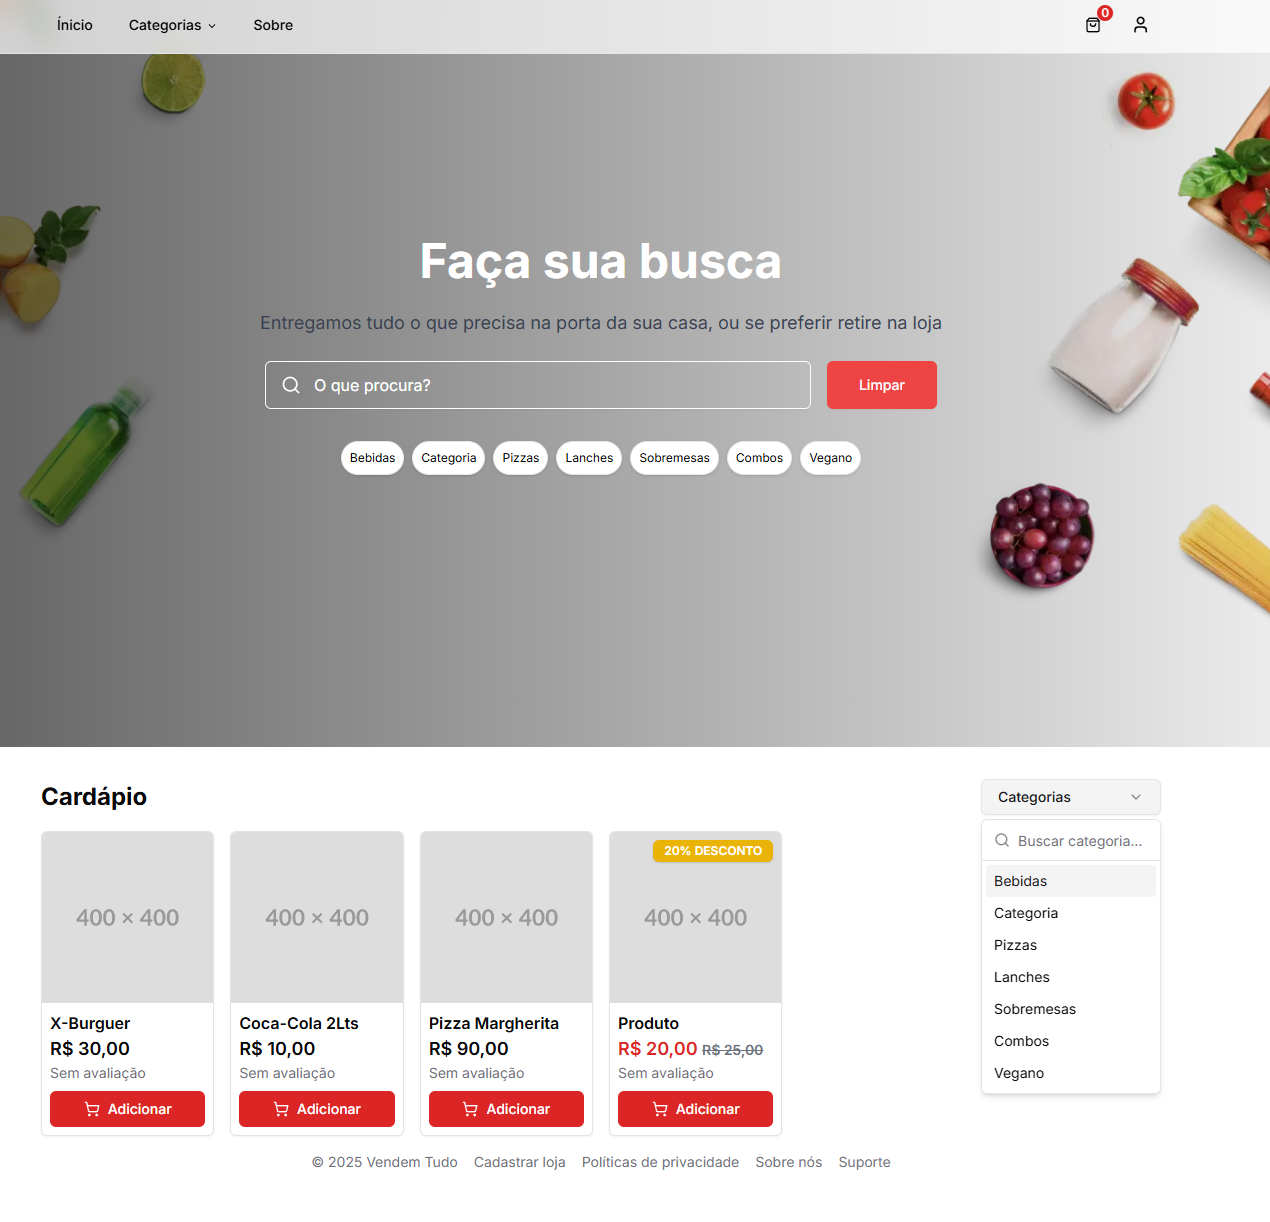 Ínicio
Categorias
Sobre
0
Faça sua busca
Entregamos tudo o que precisa na porta da sua casa, ou se preferir retire na loja
O que procura?
Limpar
Bebidas
Categoria
Pizzas
Lanches
Sobremesas
Combos
Vegano
Cardápio
400 × 400
X-Burguer
R$ 30,00
Sem avaliação
Adicionar
400 × 400
Coca-Cola 2Lts
R$ 10,00
Sem avaliação
Adicionar
400 × 400
Pizza Margherita
R$ 90,00
Sem avaliação
Adicionar
20% DESCONTO
400 × 400
Produto
R$ 20,00 R$ 25,00
Sem avaliação
Adicionar
Categorias
Buscar categoria...
Bebidas
Categoria
Pizzas
Lanches
Sobremesas
Combos
Vegano
© 2025 Vendem Tudo
Cadastrar loja
Políticas de privacidade
Sobre nós
Suporte